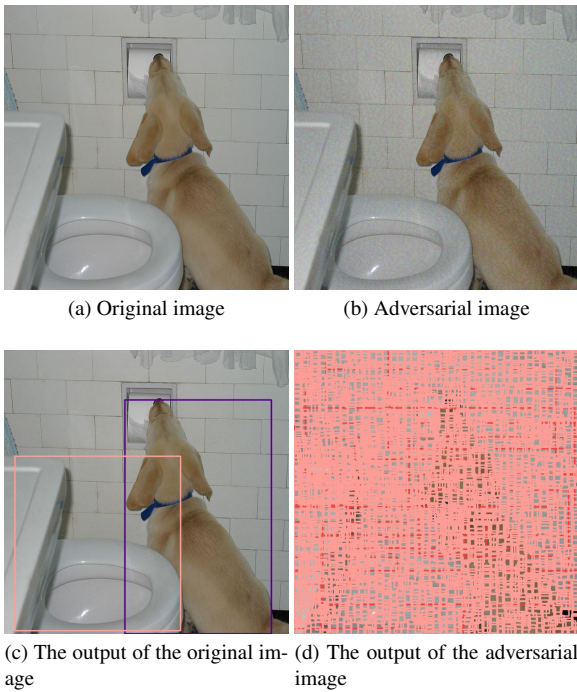 (a) Original image
(b) Adversarial image
(c) The output of the original im-
age
(d) The output of the adversarial
image